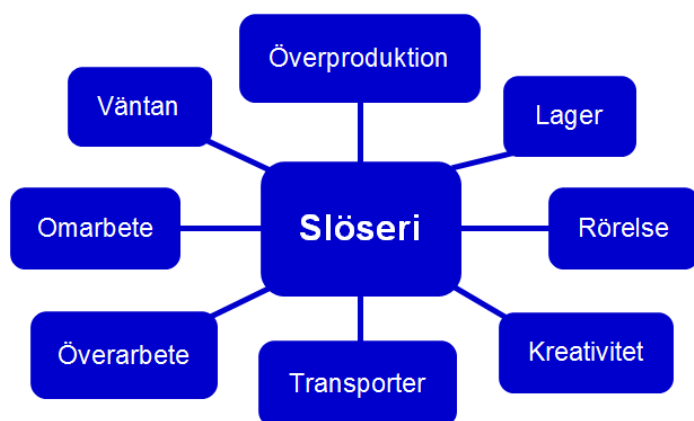 Överproduktion
Väntan
Lager
Omarbete
Slöseri
Rörelse
Överarbete
Transporter
Kreativitet